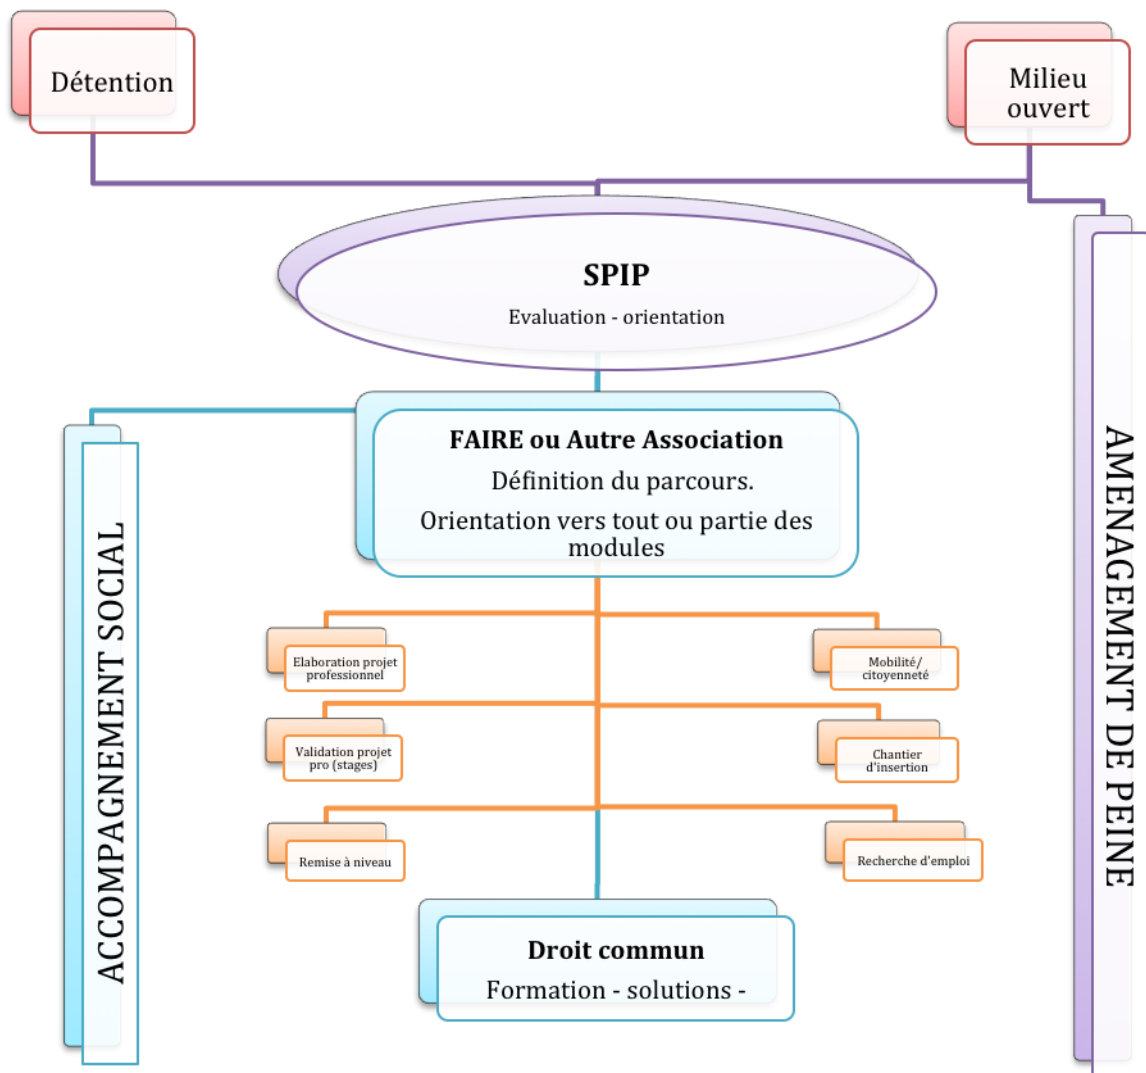 Détention
Milieu
ouvert
SPIP
Evaluation - orientation
FAIRE ou Autre Association
Définition du parcours.
Orientation vers tout ou partie des
modules
ACCOMPAGNEMENT SOCIAL
AMENAGEMENT DE PEINE
Elaboration projet
professionnel
Mobilité/
citoyenneté
Validation projet
pro (stages)
Chantier
d'insertion
Remise à niveau
Recherche d'emploi
Droit commun
Formation - solutions -